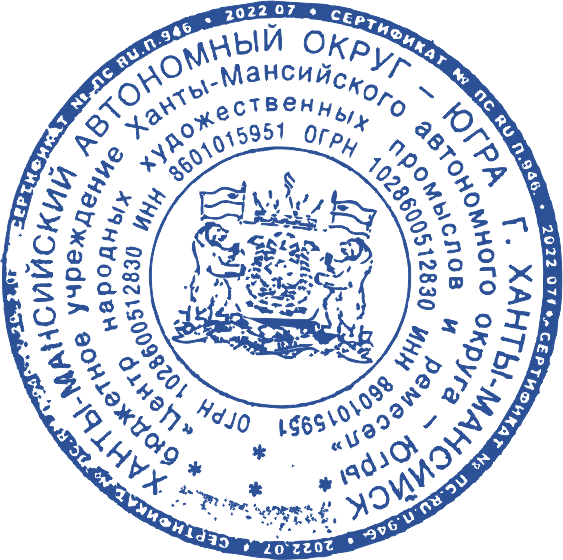 СЕРТИФИКАТ № ПС RU.П.946 • 2022 07 • СЕРТИФИКАТ № ПС RU П.946. • 2022 07 • СЕРТИФИКАТ № ПС.RU.П.946. • 2022.07 • СЕРТИФИКАТ №
ХАНТЫ-МАНСИЙСКИЙ АВТОНОМНЫЙ ОКРУГ – ЮГРА Г. ХАНТЫ-МАНСИЙСК
бюджетное учреждение Ханты-Мансийского автономного округа – Югры
«Центр народных художественных промыслов и ремесел»
ОГРН 1028600512830 ИНН 8601015951 ОГРН 1028600512830 ИНН 8601015951